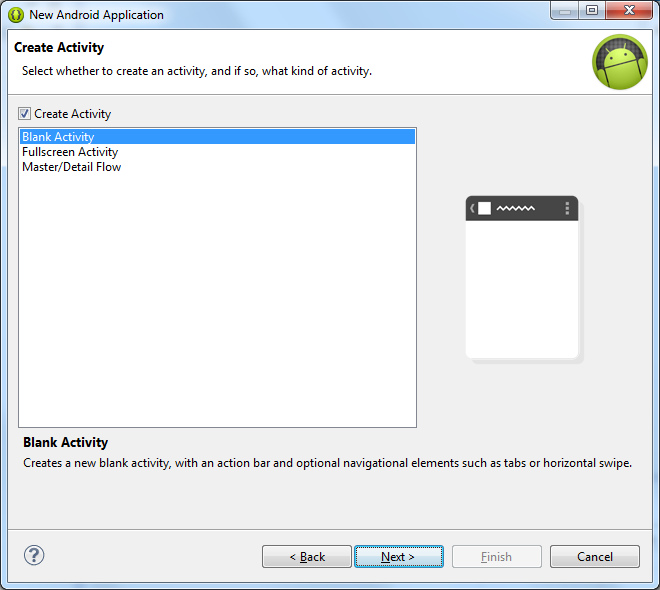 New Android Application
Create Activity
Select whether to create an activity, and if so, what kind of activity.
Create Activity
Blank Activity
Fullscreen Activity
Master/Detail Flow
Blank Activity
Creates a new blank activity, with an action bar and optional navigational elements such as tabs or horizontal swipe.
?
< Back
Next >
Finish
Cancel